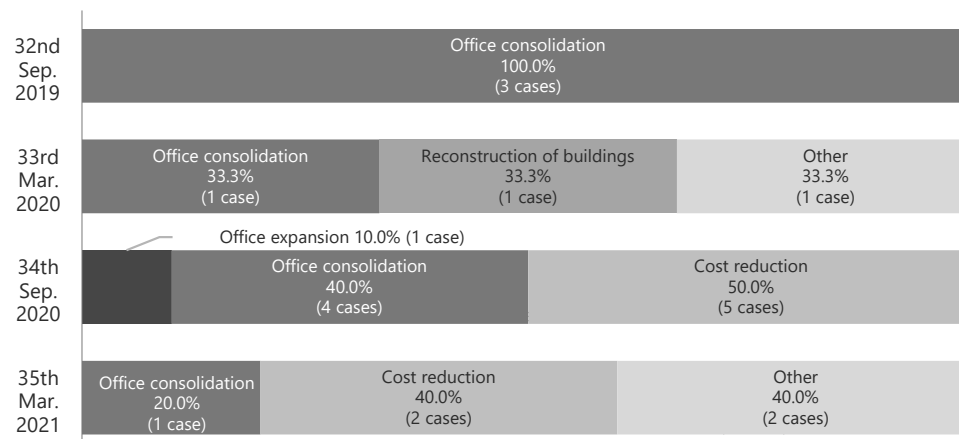 32nd
Sep.
2019
Office consolidation
100.0%
(3 cases)
33rd
Mar.
2020
Office consolidation
33.3%
(1 case)
Reconstruction of buildings
33.3%
(1 case)
Other
33.3%
(1 case)
Office expansion 10.0% (1 case)
34th
Sep.
2020
Office consolidation
40.0%
(4 cases)
Cost reduction
50.0%
(5 cases)
35th
Mar.
2021
Office consolidation
20.0%
(1 case)
Cost reduction
40.0%
(2 cases)
Other
40.0%
(2 cases)